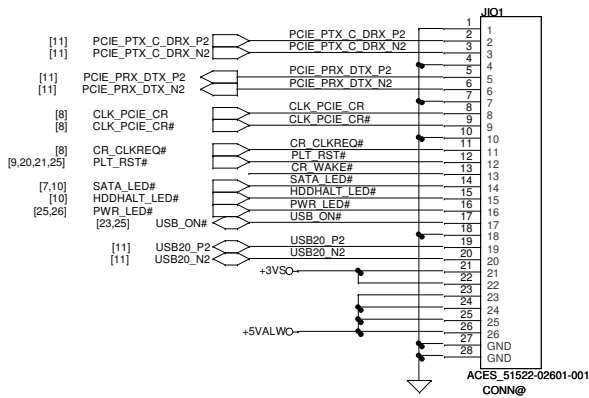 JIO1
1 1
[11] PCIE_PTX_C_DRX_P2 PCIE_PTX_C_DRX_P2 2 2
[11] PCIE_PTX_C_DRX_N2 PCIE_PTX_C_DRX_N2 3 3
4 4
[11] PCIE_PRX_DTX_P2 PCIE_PRX_DTX_P2 5 5
[11] PCIE_PRX_DTX_N2 PCIE_PRX_DTX_N2 6 6
7 7
[8] CLK_PCIE_CR CLK_PCIE_CR 8 8
[8] CLK_PCIE_CR# CLK_PCIE_CR# 9 9
10 10
[8] CR_CLKREQ# CR_CLKREQ# 11 11
[9,20,21,25] PLT_RST# PLT_RST# 12 12
CR_WAKE# 13 13
[7,10] SATA_LED# SATA_LED# 14 14
[10] HDDHALT_LED# HDDHALT_LED# 15 15
[25,26] PWR_LED# PWR_LED# 16 16
[23,25] USB_ON# USB_ON# 17 17
18 18
[11] USB20_P2 USB20_P2 19 19
[11] USB20_N2 USB20_N2 20 20
+3VS 21 21
22 22
23 23
24 24
25 25
+5VALW 26 26
27 GND
28 GND
ACES_51522-02601-001
CONN@